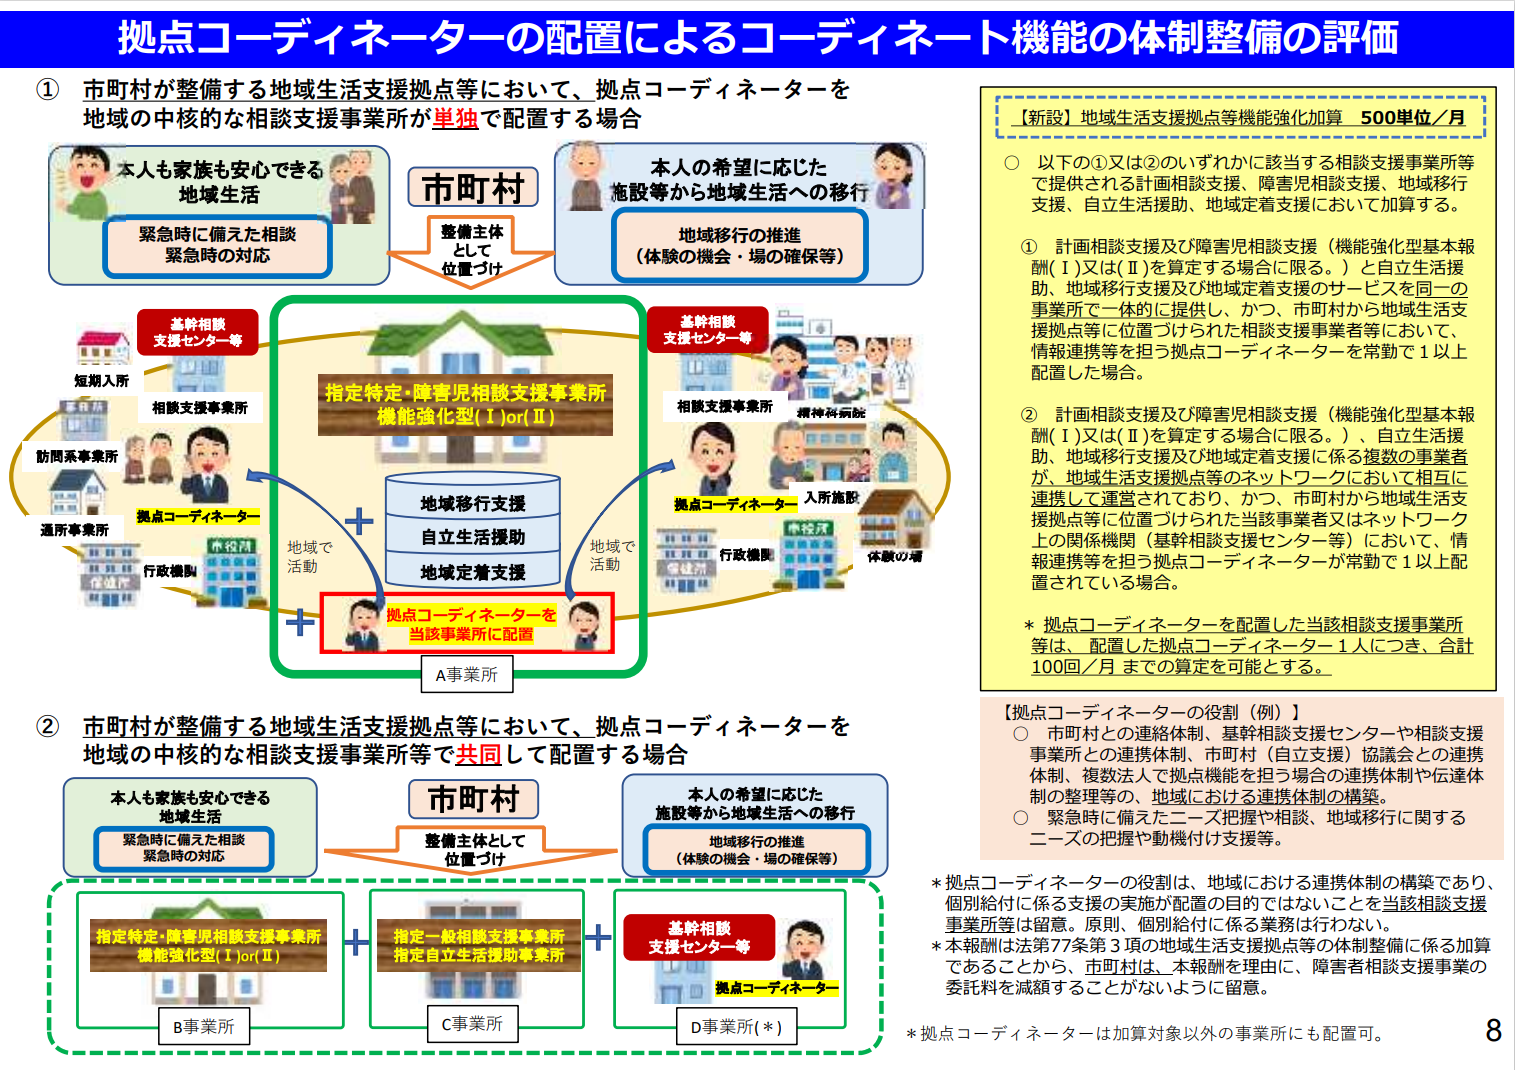 拠点コーディネーターの配置によるコーディネート機能の体制整備の評価
① 市町村が整備する地域生活支援拠点等において、拠点コーディネーターを
地域の中核的な相談支援事業所が単独で配置する場合
本人も家族も安心できる
地域生活
緊急時に備えた相談
緊急時の対応
市町村
整備主体
として
位置づけ
本人の希望に応じた
施設等から地域生活への移行
地域移行の推進
（体験の機会・場の確保等）
基幹相談
支援センター等
短期入所
相談支援事業所
訪問系事業所
通所事業所
拠点コーディネーター
行政機関
保健所
市役所
指定特定・障害児相談支援事業所
機能強化型(Ⅰ)or(Ⅱ)
＋
地域移行支援
自立生活援助
地域定着支援
地域で
活動
地域で
活動
＋
拠点コーディネーターを
当該事業所に配置
A事業所
基幹相談
支援センター等
相談支援事業所
精神科病院
拠点コーディネーター
入所施設
行政機関
保健所
市役所
体験の場
② 市町村が整備する地域生活支援拠点等において、拠点コーディネーターを
地域の中核的な相談支援事業所等で共同して配置する場合
本人も家族も安心できる
地域生活
緊急時に備えた相談
緊急時の対応
市町村
整備主体として
位置づけ
本人の希望に応じた
施設等から地域生活への移行
地域移行の推進
（体験の機会・場の確保等）
指定特定・障害児相談支援事業所
機能強化型(Ⅰ)or(Ⅱ)
B事業所
＋
指定一般相談支援事業所
指定自立生活援助事業所
C事業所
＋
基幹相談
支援センター等
拠点コーディネーター
D事業所(＊)
【新設】地域生活支援拠点等機能強化加算 500単位／月
○ 以下の①又は②のいずれかに該当する相談支援事業所等
で提供される計画相談支援、障害児相談支援、地域移行
支援、自立生活援助、地域定着支援において加算する。
① 計画相談支援及び障害児相談支援（機能強化型基本報
酬(Ⅰ)又は(Ⅱ)を算定する場合に限る。）と自立生活援
助、地域移行支援及び地域定着支援のサービスを同一の
事業所で一体的に提供し、かつ、市町村から地域生活支
援拠点等に位置づけられた相談支援事業者等において、
情報連携等を担う拠点コーディネーターを常勤で１以上
配置した場合。
② 計画相談支援及び障害児相談支援（機能強化型基本報
酬(Ⅰ)又は(Ⅱ)を算定する場合に限る。）、自立生活援
助、地域移行支援及び地域定着支援に係る複数の事業者
が、地域生活支援拠点等のネットワークにおいて相互に
連携して運営されており、かつ、市町村から地域生活支
援拠点等に位置づけられた当該事業者又はネットワーク
上の関係機関（基幹相談支援センター等）において、情
報連携等を担う拠点コーディネーターが常勤で１以上配
置されている場合。
＊ 拠点コーディネーターを配置した当該相談支援事業所
等は、 配置した拠点コーディネーター１人につき、合計
100回／月 までの算定を可能とする。
【拠点コーディネーターの役割（例）】
○ 市町村との連絡体制、基幹相談支援センターや相談支援
事業所との連携体制、市町村（自立支援）協議会との連携
体制、複数法人で拠点機能を担う場合の連携体制や伝達体
制の整理等の、地域における連携体制の構築。
○ 緊急時に備えたニーズ把握や相談、地域移行に関する
ニーズの把握や動機付け支援等。
＊拠点コーディネーターの役割は、地域における連携体制の構築であり、
個別給付に係る支援の実施が配置の目的ではないことを当該相談支援
事業所等は留意。原則、個別給付に係る業務は行わない。
＊本報酬は法第77条第３項の地域生活支援拠点等の体制整備に係る加算
であることから、市町村は、本報酬を理由に、障害者相談支援事業の
委託料を減額することがないように留意。
＊拠点コーディネーターは加算対象以外の事業所にも配置可。
8